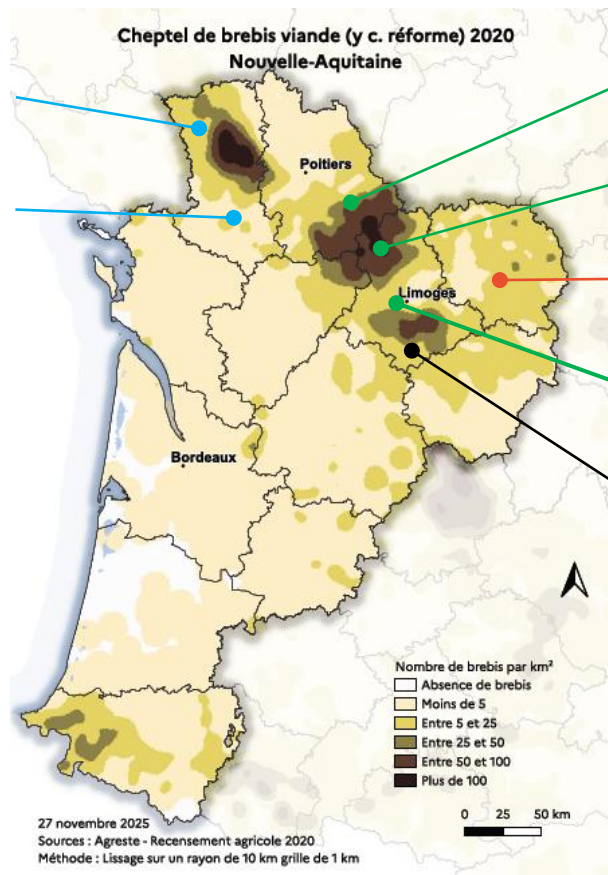 Cheptel de brebis viande (y c. réforme) 2020
Nouvelle-Aquitaine
Poitiers
Limoges
Bordeaux
Nombre de brebis par km²
Absence de brebis
Moins de 5
Entre 5 et 25
Entre 25 et 50
Entre 50 et 100
Plus de 100
0 25 50 km
27 novembre 2025
Sources : Agreste - Recensement agricole 2020
Méthode : Lissage sur un rayon de 10 km grille de 1 km